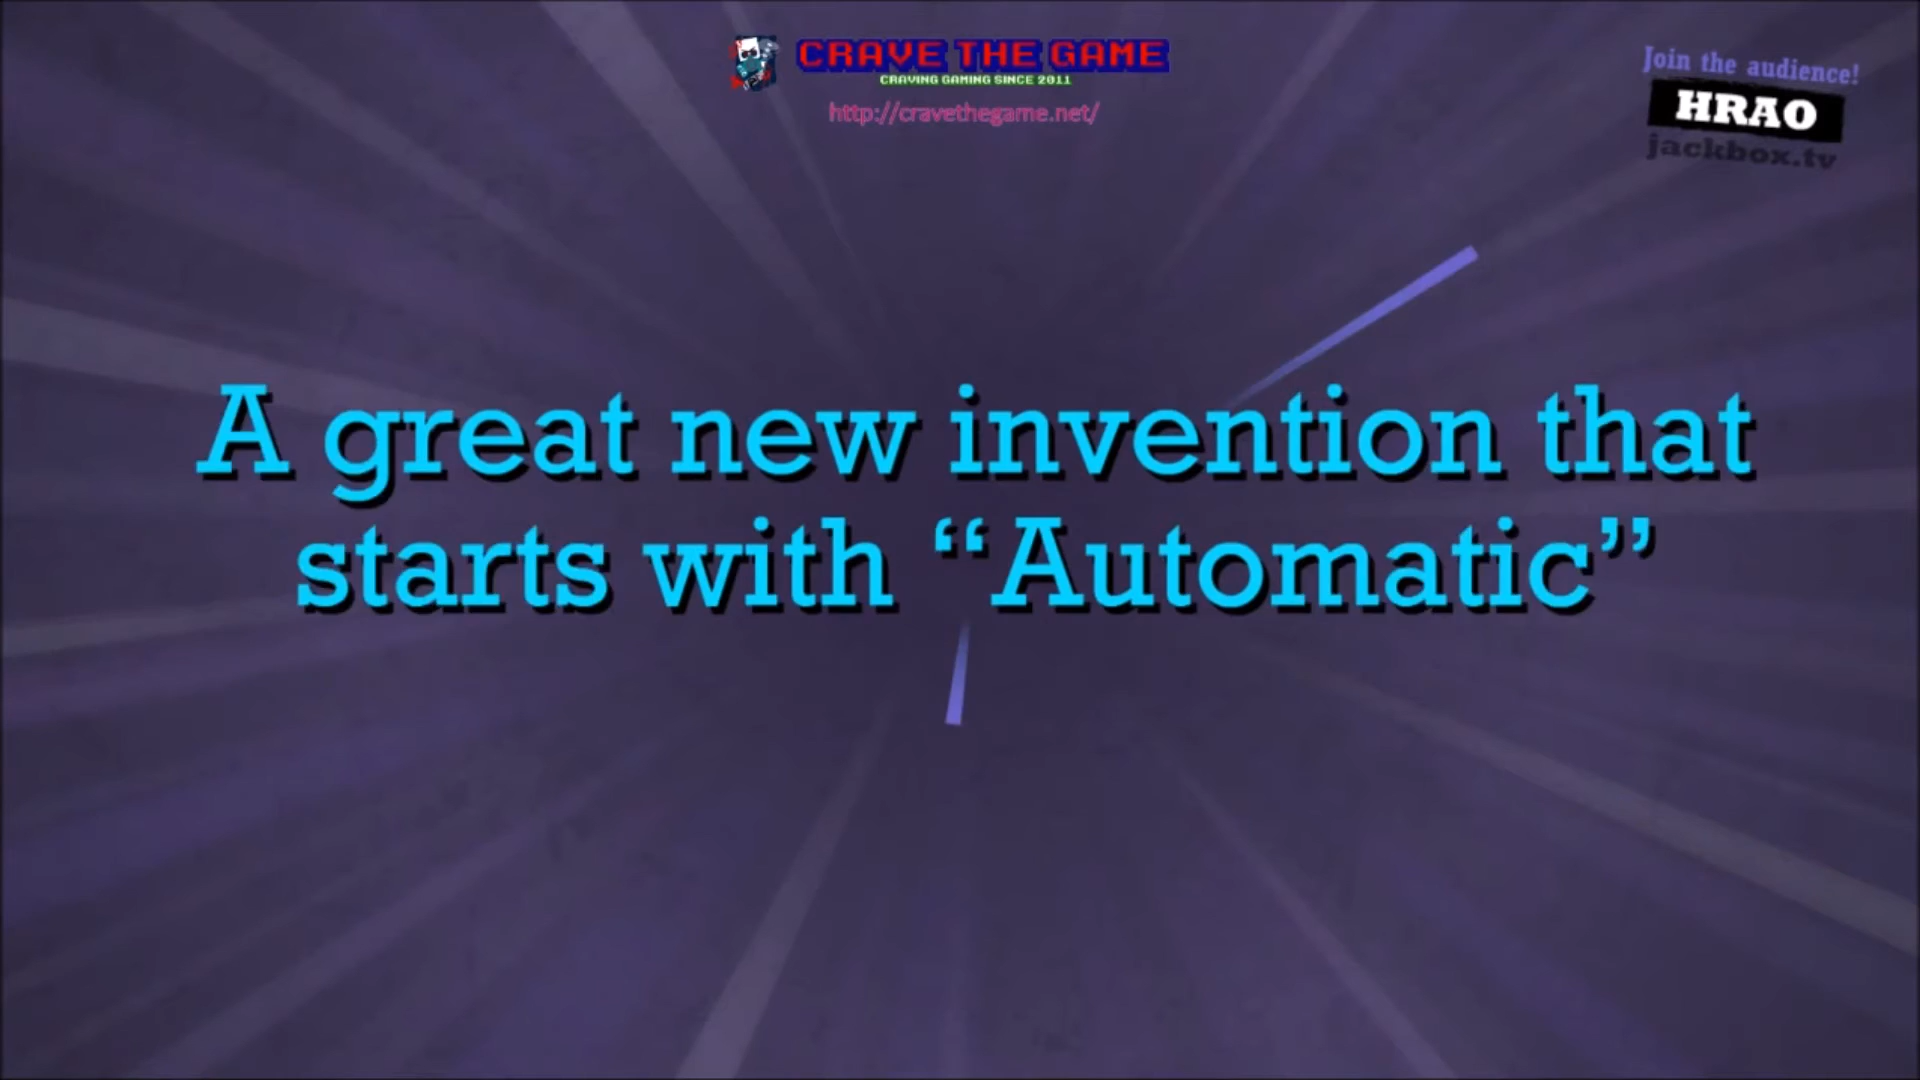 CRAVE THE GAME
CRAVING GAMING SINCE 2011
http://cravethegame.net/
Join the audience!
HRAO
jackbox.tv
A great new invention that
starts with “Automatic”